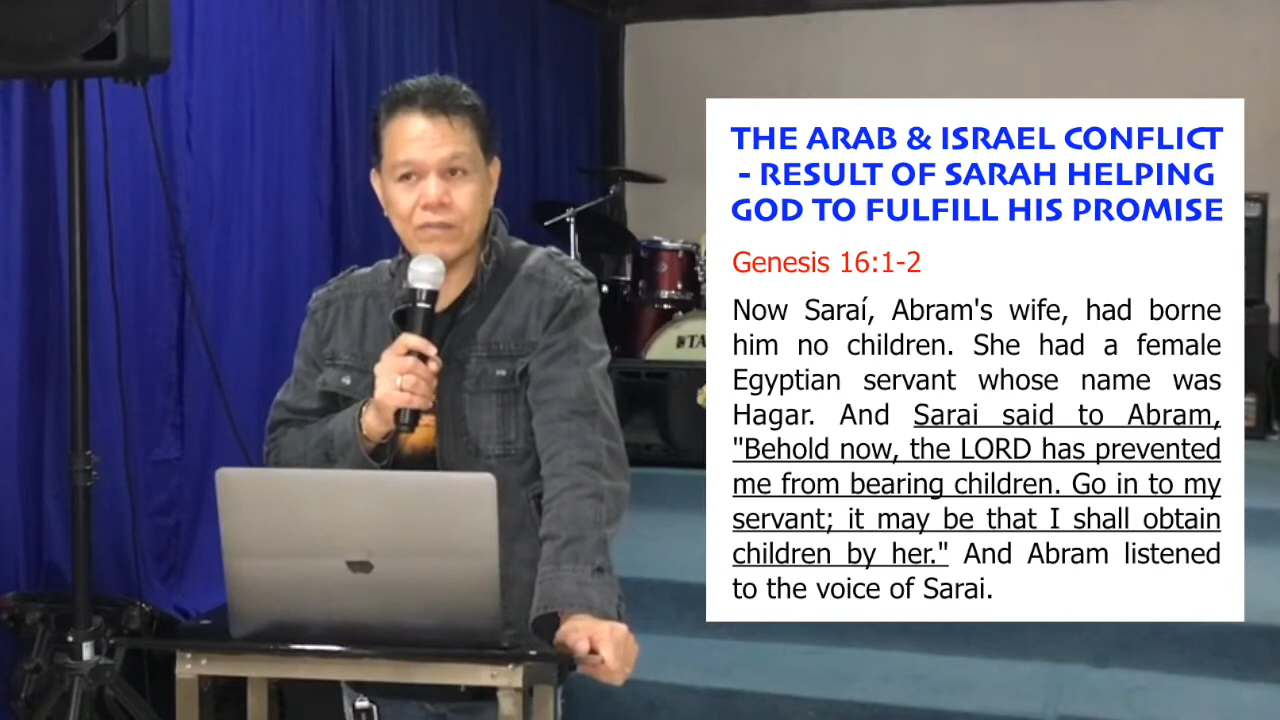 THE ARAB & ISRAEL CONFLICT
- RESULT OF SARAH HELPING
GOD TO FULFILL HIS PROMISE
Genesis 16:1-2
Now Saraí, Abram's wife, had borne
him no children. She had a female
Egyptian servant whose name was
Hagar. And Sarai said to Abram,
"Behold now, the LORD has prevented
me from bearing children. Go in to my
servant; it may be that I shall obtain
children by her." And Abram listened
to the voice of Sarai.